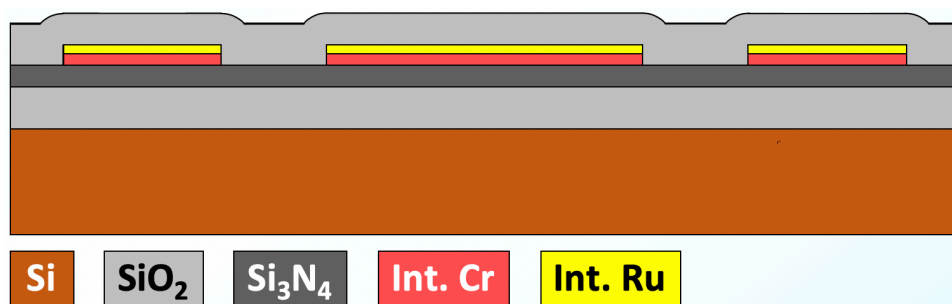 Si SiO₂ Si₃N₄ Int. Cr Int. Ru